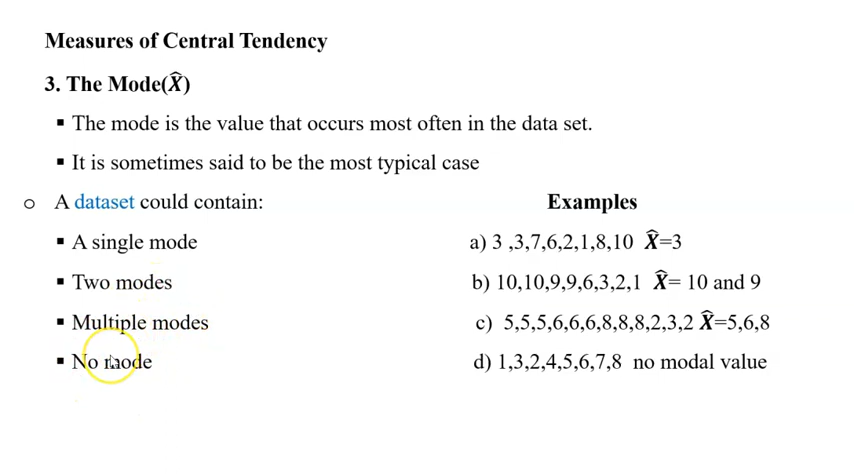 Measures of Central Tendency
3. The Mode(X̂)
▪ The mode is the value that occurs most often in the data set.
▪ It is sometimes said to be the most typical case
o A dataset could contain: Examples
▪ A single mode a) 3 ,3,7,6,2,1,8,10 X̂=3
▪ Two modes b) 10,10,9,9,6,3,2,1 X̂= 10 and 9
▪ Multiple modes c) 5,5,5,6,6,6,8,8,8,2,3,2 X̂=5,6,8
▪ No mode d) 1,3,2,4,5,6,7,8 no modal value